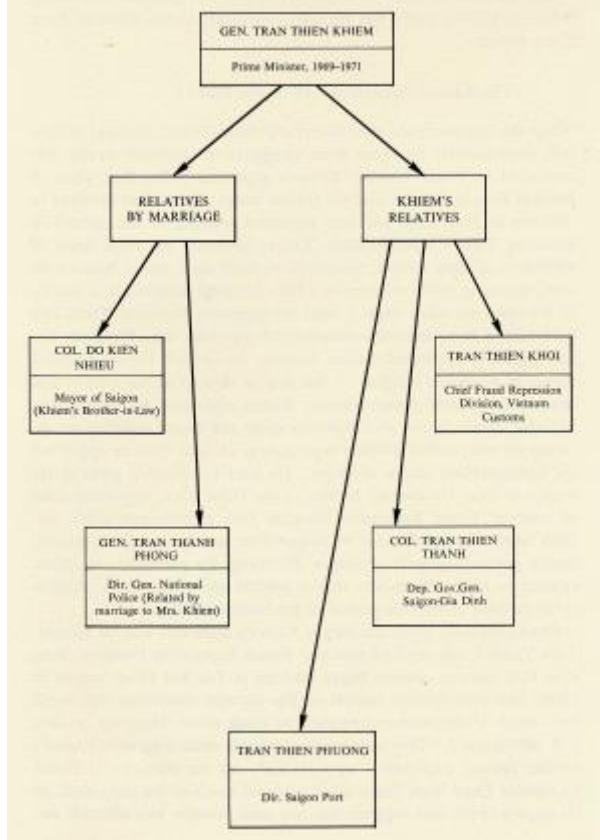 GEN. TRAN THIEN KHIEM
Prime Minister, 1969–1971
RELATIVES
BY MARRIAGE
KHIEM'S
RELATIVES
COL. DO KIEN
NHIEU
Mayor of Saigon
(Khiem's Brother-in-Law)
TRAN THIEN KHOI
Chief Fraud Repression
Division, Vietnam
Customs
GEN. TRAN THANH
PHONG
Dir. Gen. National
Police (Related by
marriage to Mrs. Khiem)
COL. TRAN THIEN
THANH
Dep. Gov.Gen.
Saigon-Gia Dinh
TRAN THIEN PHUONG
Dir. Saigon Port